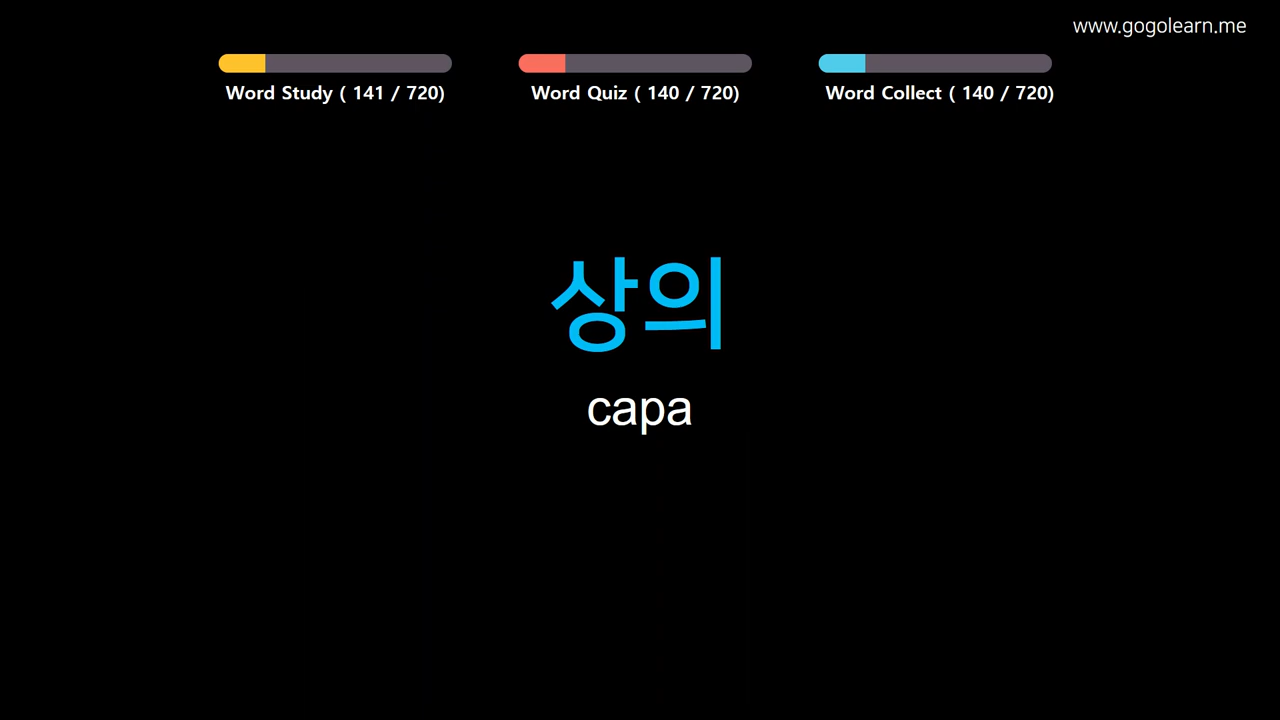 www.gogolearn.me
Word Study ( 141 / 720)
Word Quiz ( 140 / 720)
Word Collect ( 140 / 720)
상의
capa